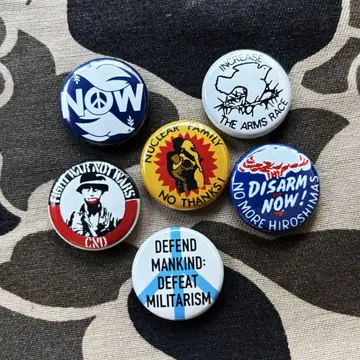 NOW
INCREASE
THE ARMS RACE
NUCLEAR FAMILY
NO THANKS
FIGHT WAR NOT WARS
CND
DISARM
NOW!
NO MORE HIROSHIMAS
DEFEND
MANKIND:
DEFEAT
MILITARISM